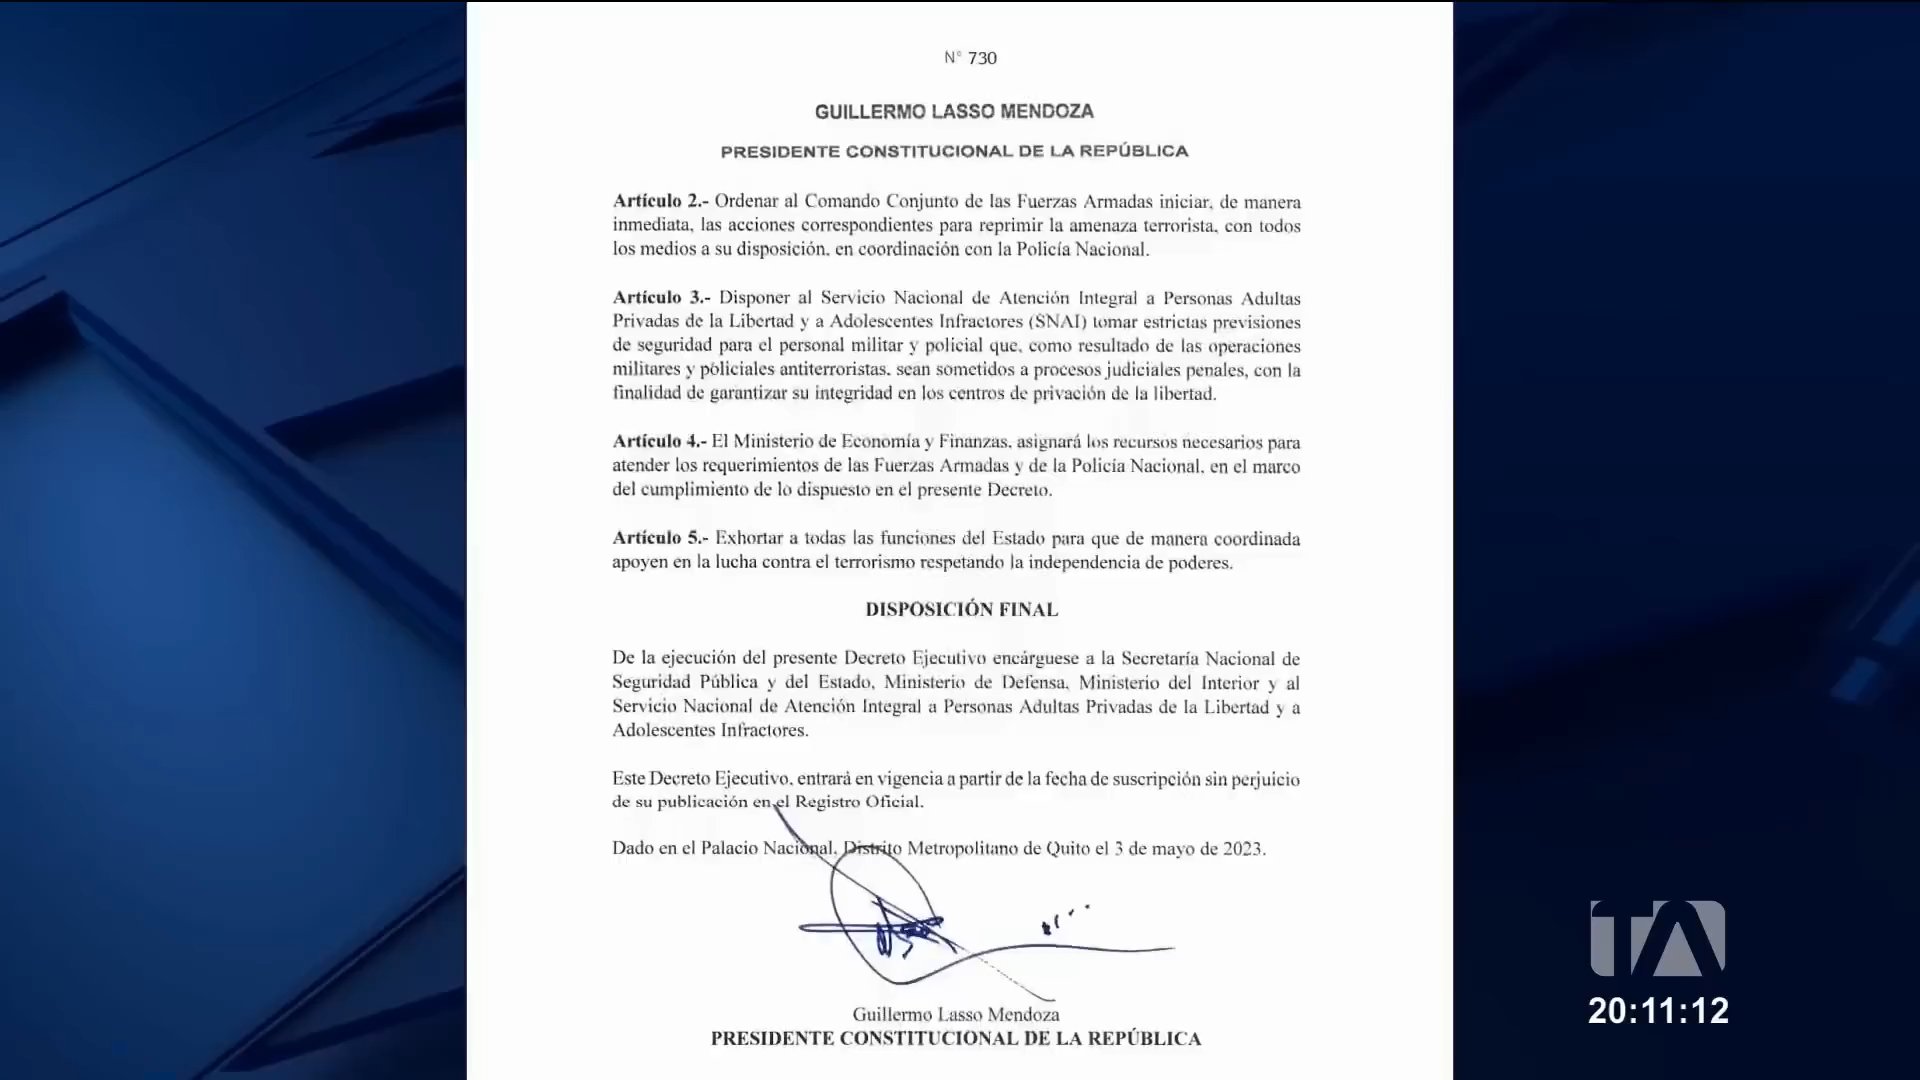 N° 730
GUILLERMO LASSO MENDOZA
PRESIDENTE CONSTITUCIONAL DE LA REPÚBLICA
Artículo 2.- Ordenar al Comando Conjunto de las Fuerzas Armadas iniciar, de manera
inmediata, las acciones correspondientes para reprimir la amenaza terrorista, con todos
los medios a su disposición, en coordinación con la Policía Nacional.
Artículo 3.- Disponer al Servicio Nacional de Atención Integral a Personas Adultas
Privadas de la Libertad y a Adolescentes Infractores (SNAI) tomar estrictas previsiones
de seguridad para el personal militar y policial que, como resultado de las operaciones
militares y policiales antiterroristas, sean sometidos a procesos judiciales penales, con la
finalidad de garantizar su integridad en los centros de privación de la libertad.
Artículo 4.- El Ministerio de Economía y Finanzas, asignará los recursos necesarios para
atender los requerimientos de las Fuerzas Armadas y de la Policía Nacional, en el marco
del cumplimiento de lo dispuesto en el presente Decreto.
Artículo 5.- Exhortar a todas las funciones del Estado para que de manera coordinada
apoyen en la lucha contra el terrorismo respetando la independencia de poderes.
DISPOSICIÓN FINAL
De la ejecución del presente Decreto Ejecutivo encárguese a la Secretaría Nacional de
Seguridad Pública y del Estado, Ministerio de Defensa, Ministerio del Interior y al
Servicio Nacional de Atención Integral a Personas Adultas Privadas de la Libertad y a
Adolescentes Infractores.
Este Decreto Ejecutivo, entrará en vigencia a partir de la fecha de suscripción sin perjuicio
de su publicación en el Registro Oficial.
Dado en el Palacio Nacional, Distrito Metropolitano de Quito el 3 de mayo de 2023.
Guillermo Lasso Mendoza
PRESIDENTE CONSTITUCIONAL DE LA REPÚBLICA
TA
20:11:12